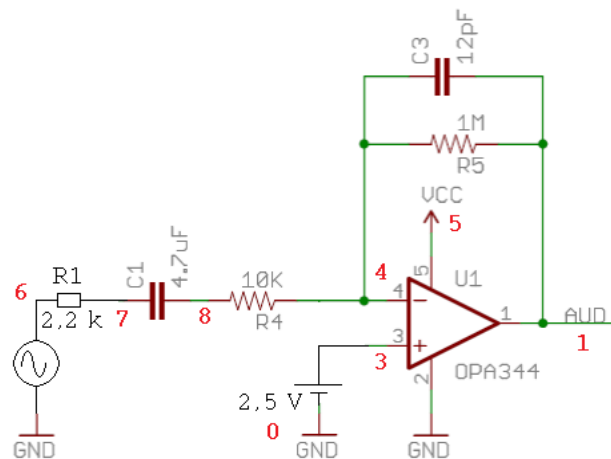 C3
12pF
1M
R5
VCC
5
6
R1
2,2 k
7
C1
4.7uF
8
10K
R4
4
4
5
U1
1
AUD
1
3
3
2
OPA344
2,5 V
0
GND
GND
GND